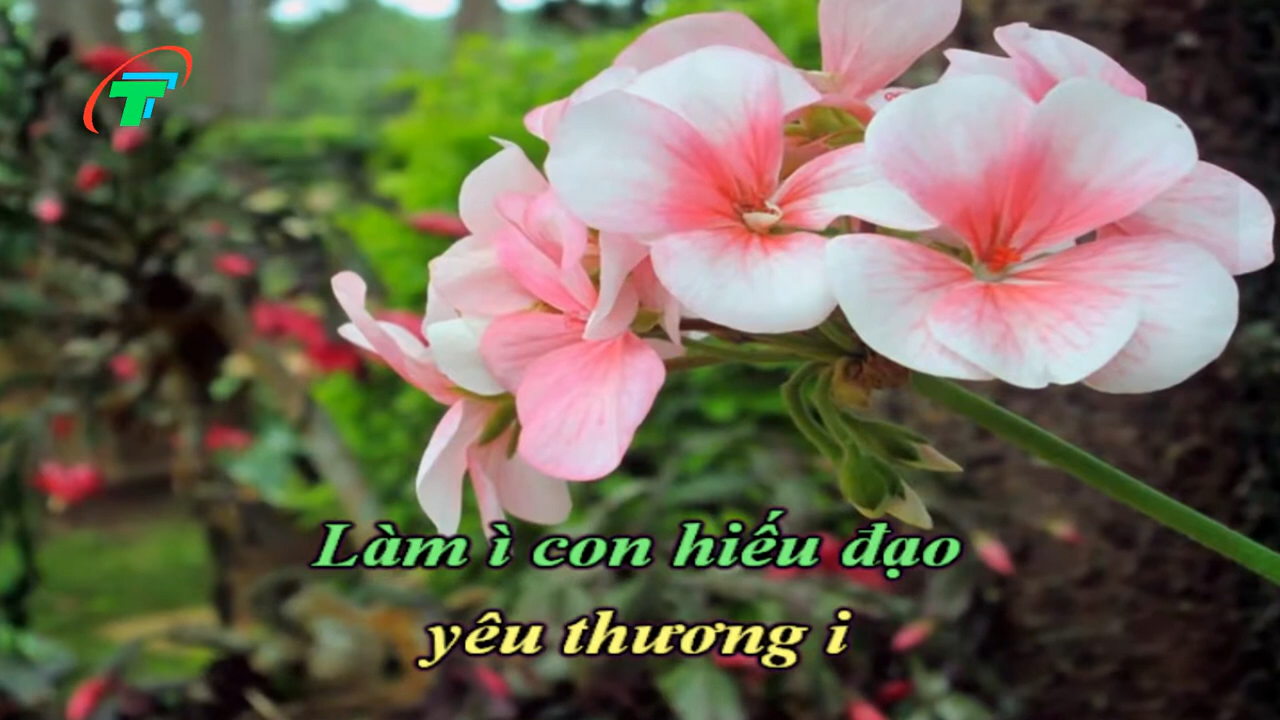 T
Làm ì con hiếu đạo
yêu thương i